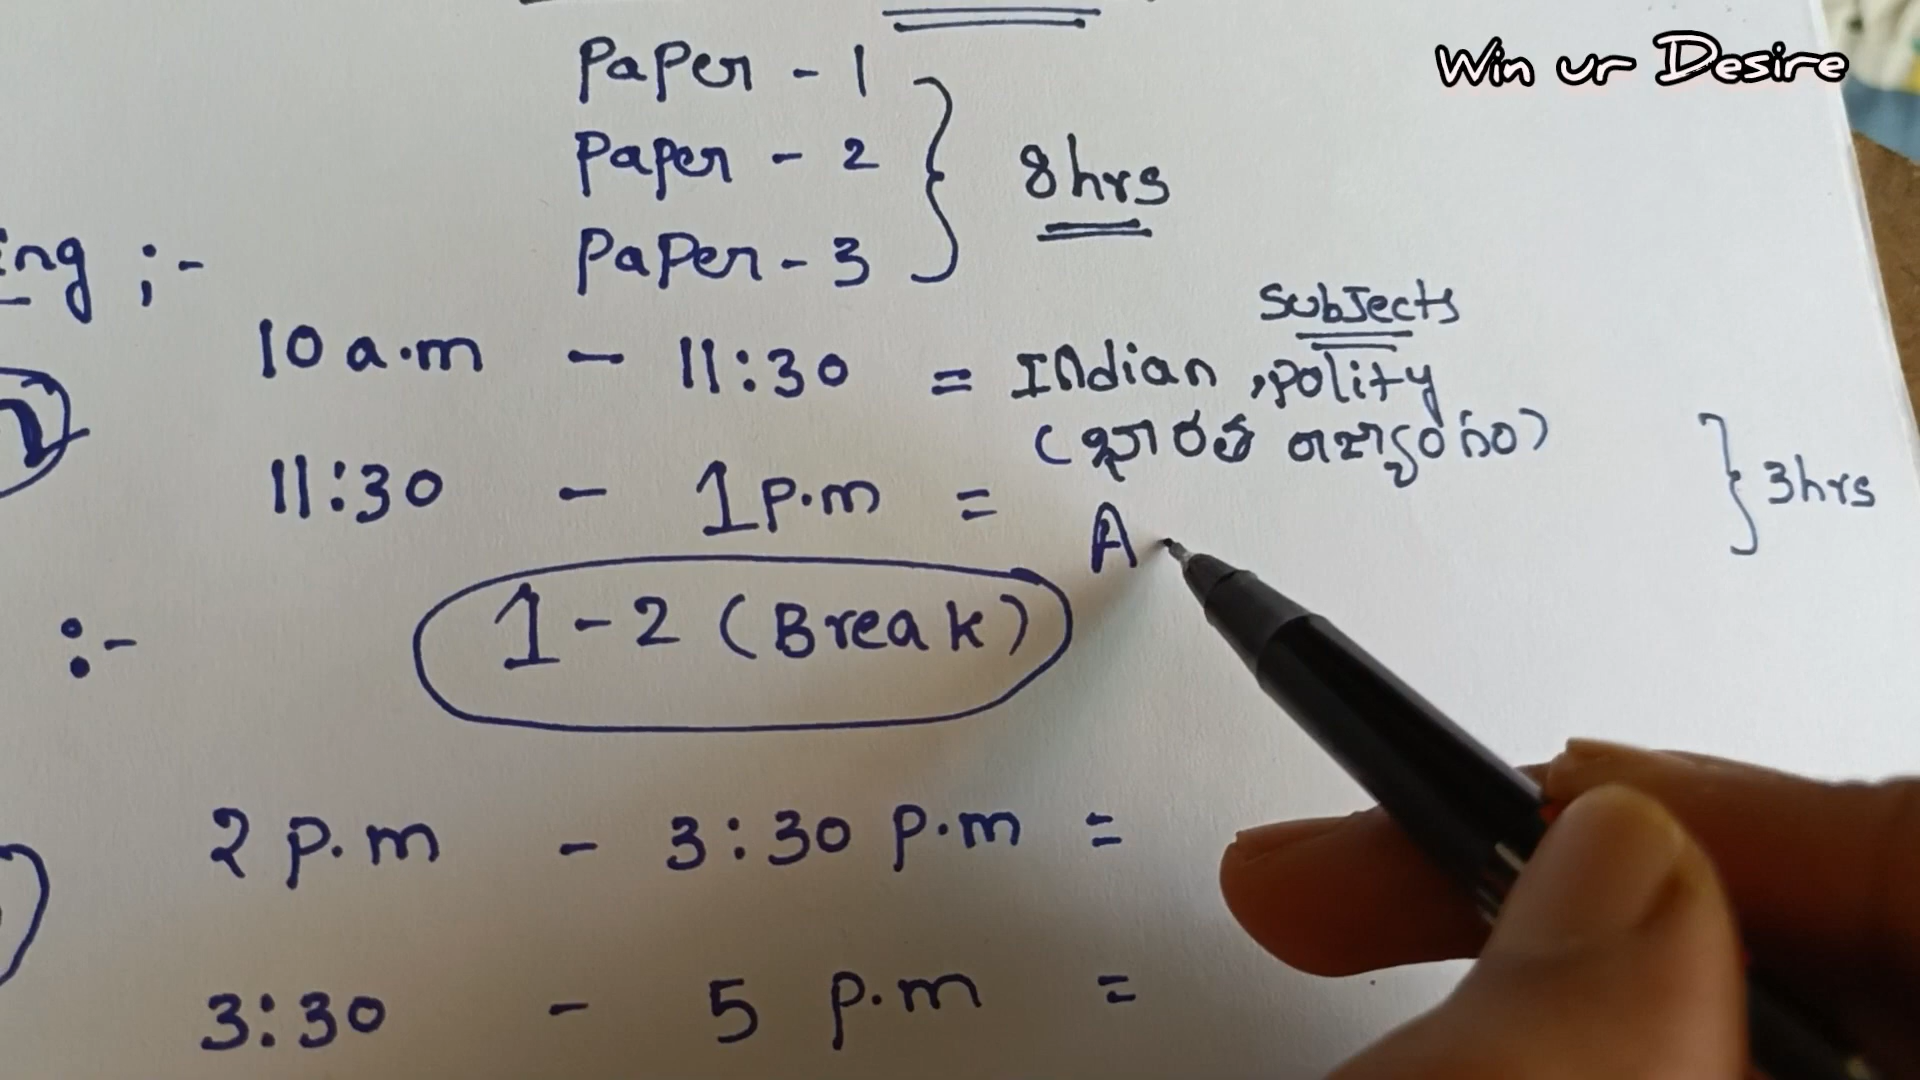 Win ur Desire
Paper - 1
Paper - 2
Paper - 3
8hrs
ing ;-
Subjects
10 a.m - 11:30 = Indian, polity
(భారత రాజ్యాంగం)
11:30 - 1 p.m = A
3hrs
:- 1 - 2 (Break)
2 p.m - 3:30 p.m =
3:30 - 5 p.m =